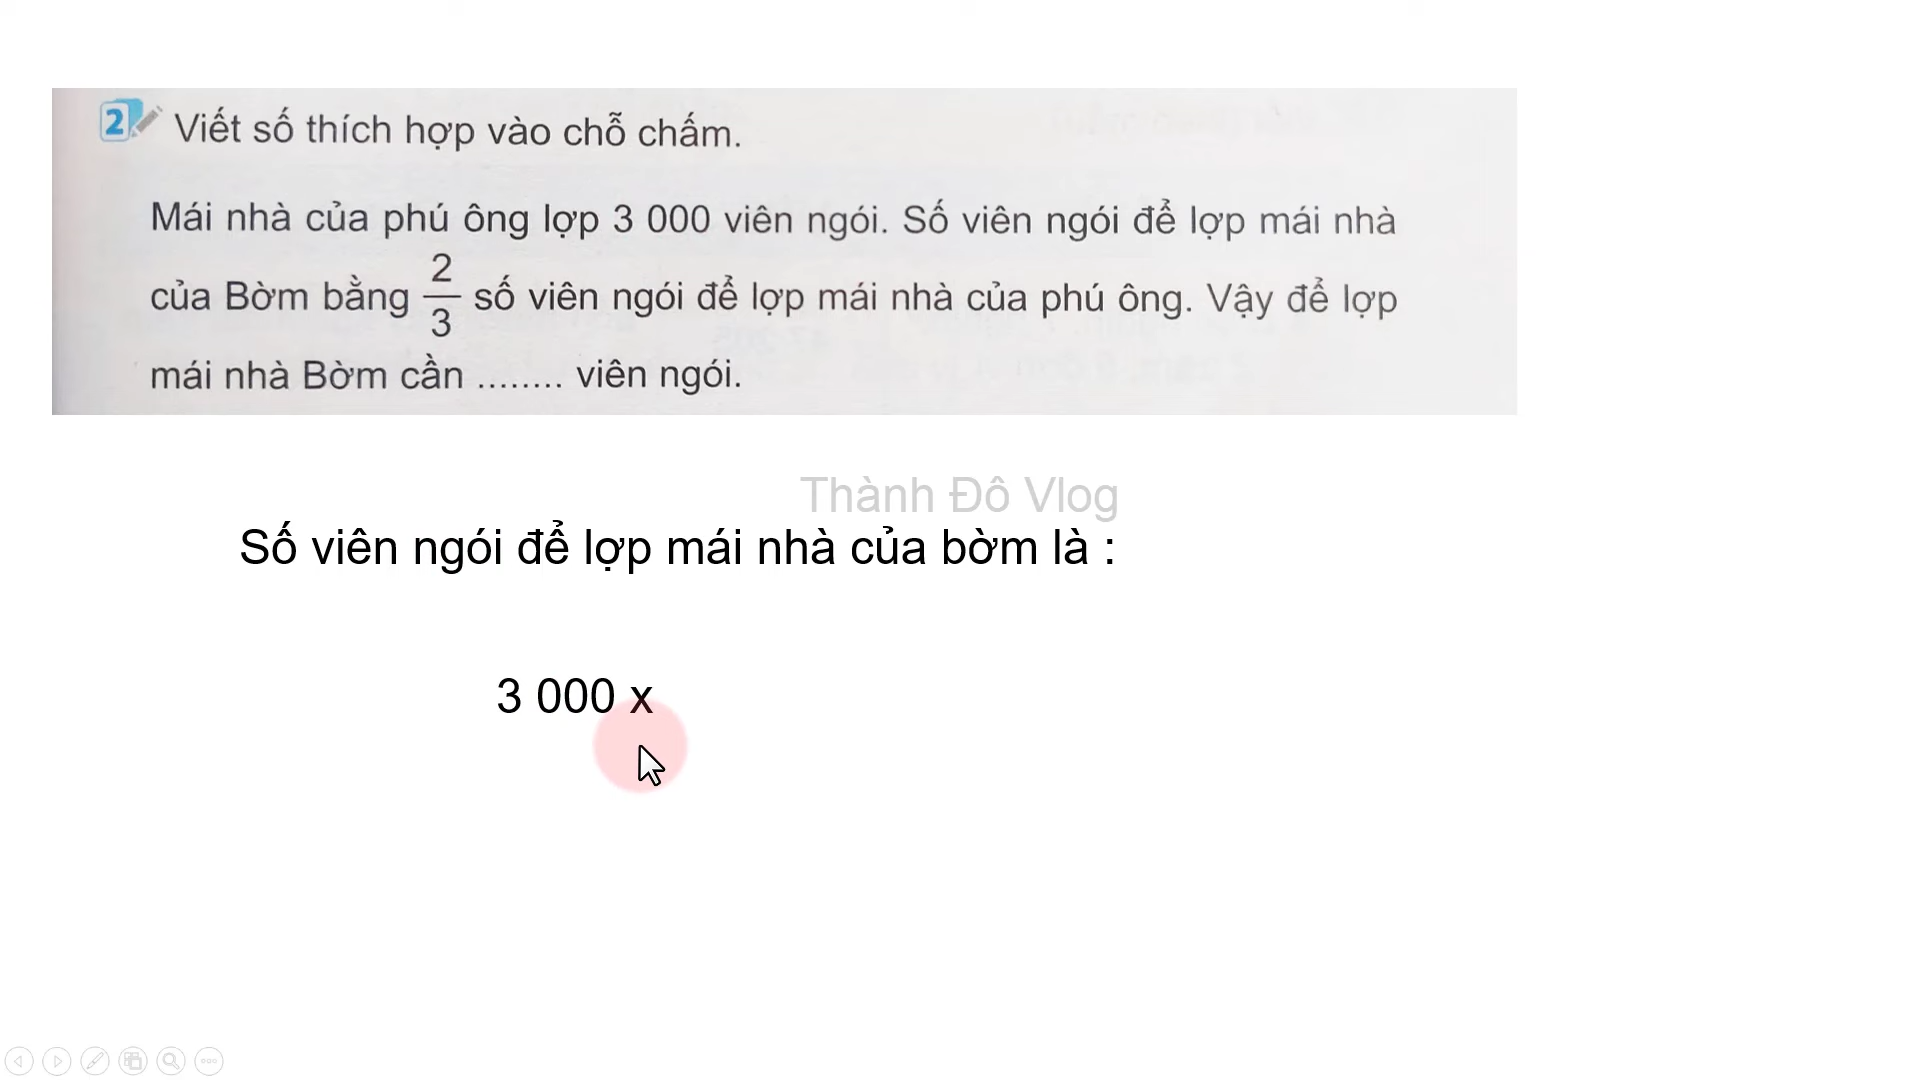 2 Viết số thích hợp vào chỗ chấm.
Mái nhà của phú ông lợp 3 000 viên ngói. Số viên ngói để lợp mái nhà
của Bờm bằng 2/3 số viên ngói để lợp mái nhà của phú ông. Vậy để lợp
mái nhà Bờm cần ........ viên ngói.
Thành Đô Vlog
Số viên ngói để lợp mái nhà của bờm là :
3 000 x